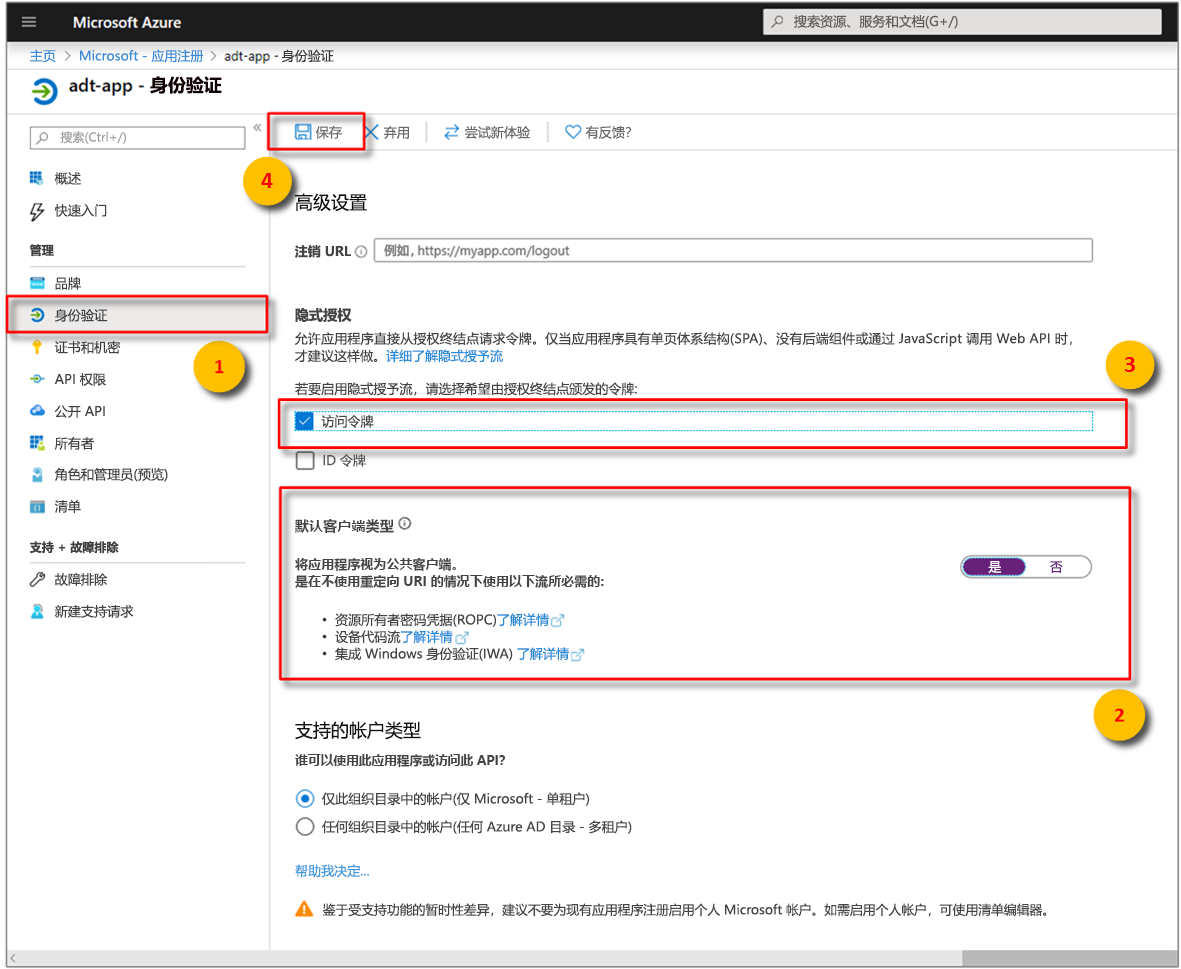 Microsoft Azure
搜索资源、服务和文档(G+/)
主页 > Microsoft - 应用注册 > adt-app - 身份验证
adt-app - 身份验证
搜索(Ctrl+/)
«
保存
弃用
尝试新体验
有反馈?
4
概述
快速入门
管理
品牌
身份验证
1
证书和机密
API 权限
公开 API
所有者
角色和管理员(预览)
清单
支持 + 故障排除
故障排除
新建支持请求
高级设置
注销 URL
例如, https://myapp.com/logout
隐式授权
允许应用程序直接从授权终结点请求令牌。仅当应用程序具有单页体系结构(SPA)、没有后端组件或通过 JavaScript 调用 Web API 时，
才建议这样做。详细了解隐式授予流
3
若要启用隐式授予流，请选择希望由授权终结点颁发的令牌:
访问令牌
ID 令牌
默认客户端类型
将应用程序视为公共客户端。
是在不使用重定向 URI 的情况下使用以下流所必需的:
是
否
• 资源所有者密码凭据(ROPC)了解详情
• 设备代码流了解详情
• 集成 Windows 身份验证(IWA) 了解详情
2
支持的帐户类型
谁可以使用此应用程序或访问此 API?
仅此组织目录中的帐户(仅 Microsoft - 单租户)
任何组织目录中的帐户(任何 Azure AD 目录 - 多租户)
帮助我决定...
鉴于受支持功能的暂时性差异，建议不要为现有应用程序注册启用个人 Microsoft 帐户。如需启用个人帐户，可使用清单编辑器。